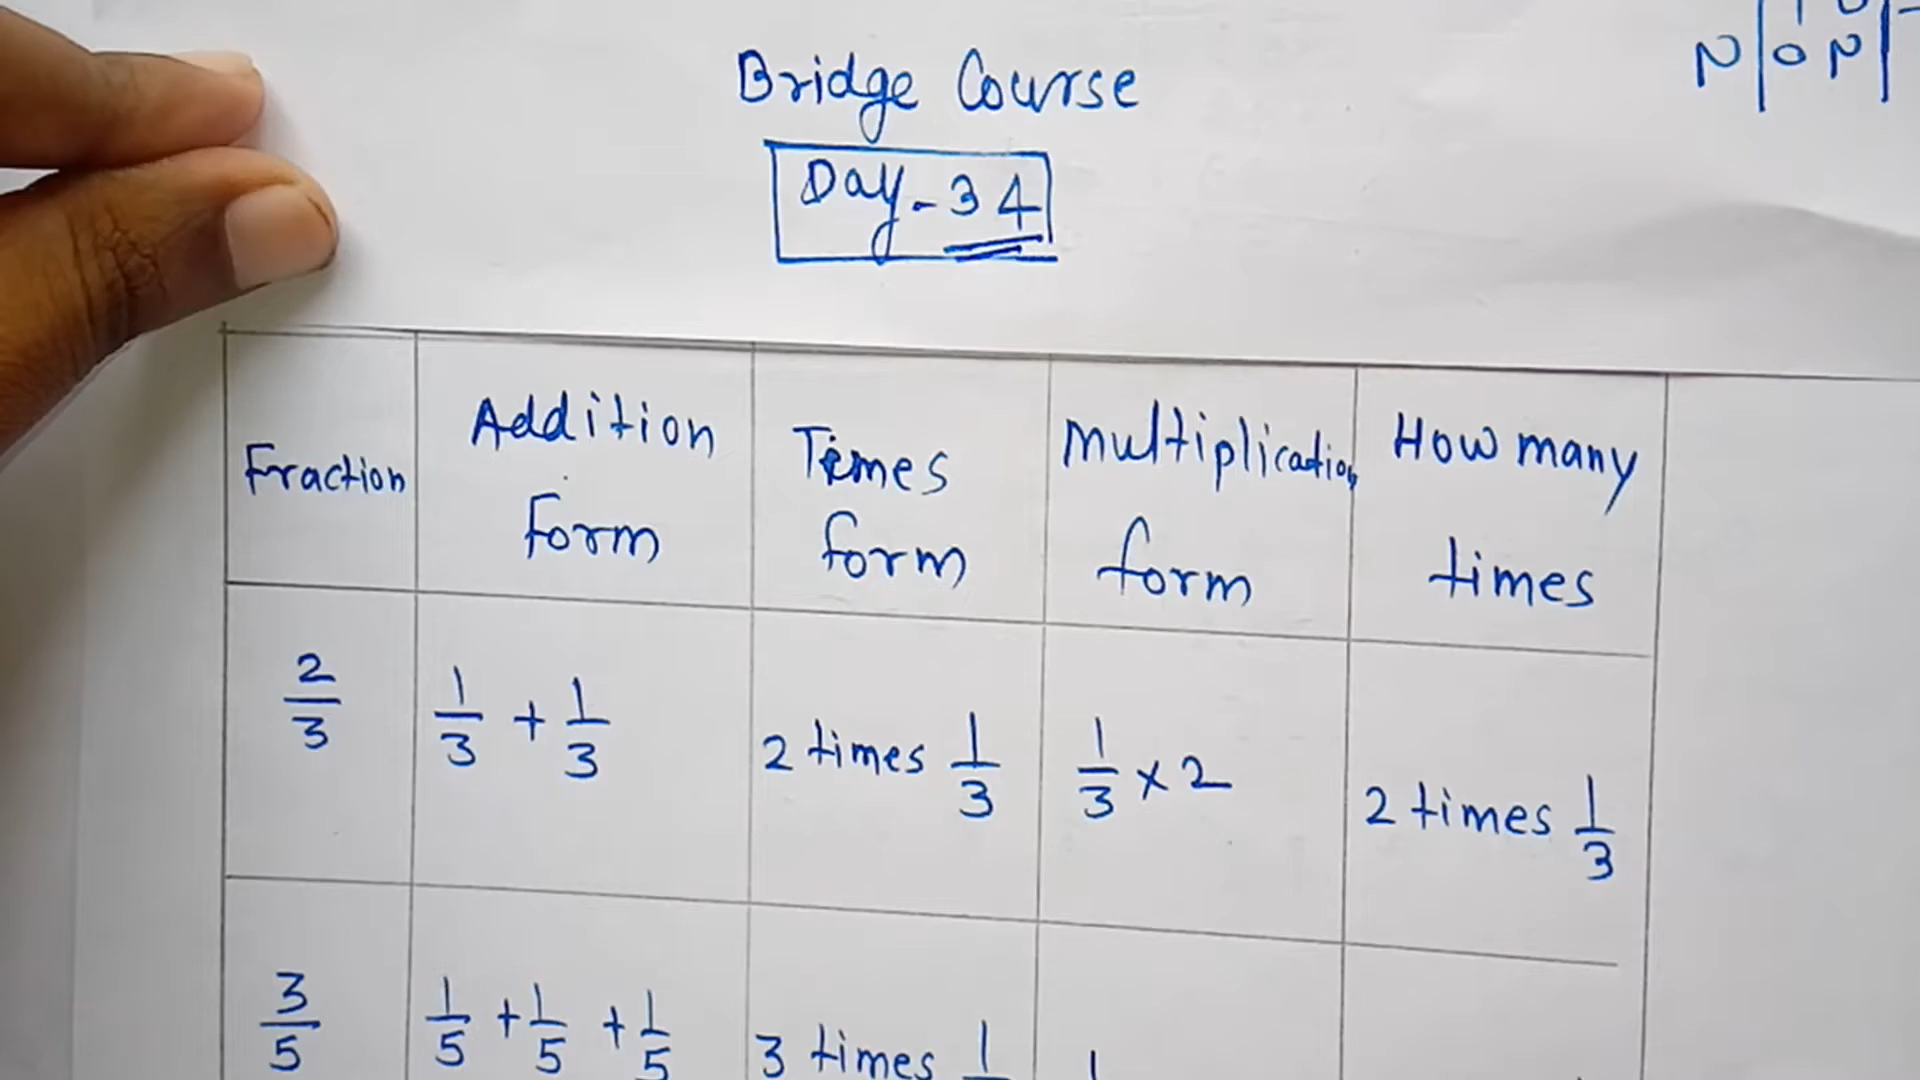 Bridge Course
Day-34
Fraction
Addition
Form
Times
form
Multiplication
form
How many
times
2/3
1/3 + 1/3
2 times 1/3
1/3 × 2
2 times 1/3
3/5
1/5 + 1/5 + 1/5
3 times 1
1